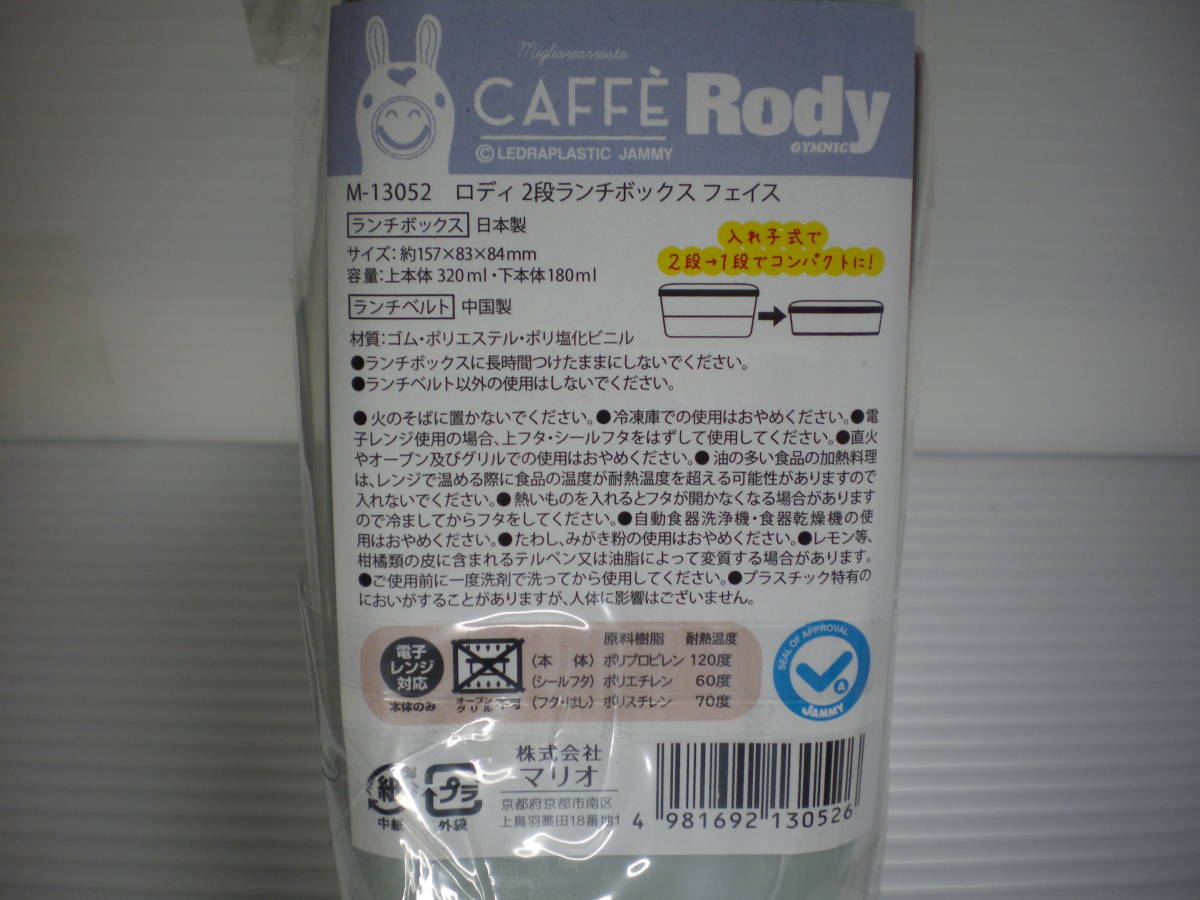 Migliorearrosto
CAFFÈ Rody
GYMNIC
©LEDRAPLASTIC JAMMY
M-13052 ロディ 2段ランチボックス フェイス
ランチボックス 日本製
サイズ：約157×83×84mm
容量：上本体 320ml・下本体180ml
入れ子式で
2段→1段でコンパクトに!
ランチベルト 中国製
材質：ゴム・ポリエステル・ポリ塩化ビニル
●ランチボックスに長時間つけたままにしないでください。
●ランチベルト以外の使用はしないでください。
●火のそばに置かないでください。●冷凍庫での使用はおやめください。●電
子レンジ使用の場合、上フタ・シールフタをはずして使用してください。●直火
やオーブン及びグリルでの使用はおやめください。●油の多い食品の加熱料理
は、レンジで温める際に食品の温度が耐熱温度を超える可能性がありますので
入れないでください。●熱いものを入れるとフタが開かなくなる場合があります
ので冷ましてからフタをしてください。●自動食器洗浄機・食器乾燥機の使
用はおやめください。●たわし、みがき粉の使用はおやめください。●レモン等、
柑橘類の皮に含まれるテルペン又は油脂によって変質する場合があります。
●ご使用前に一度洗剤で洗ってから使用してください。●プラスチック特有の
においがすることがありますが、人体に影響はございません。
電子
レンジ
対応
本体のみ
オーブン
グリル 不可
原料樹脂 耐熱温度
（本 体）ポリプロピレン 120度
（シールフタ）ポリエチレン 60度
（フタ・はし）ポリスチレン 70度
SEAL OF APPROVAL
A
JAMMY
紙
中紙
プラ
外袋
株式会社
マリオ
京都府京都市南区
上鳥羽藁田18番地1
4 981692 130526